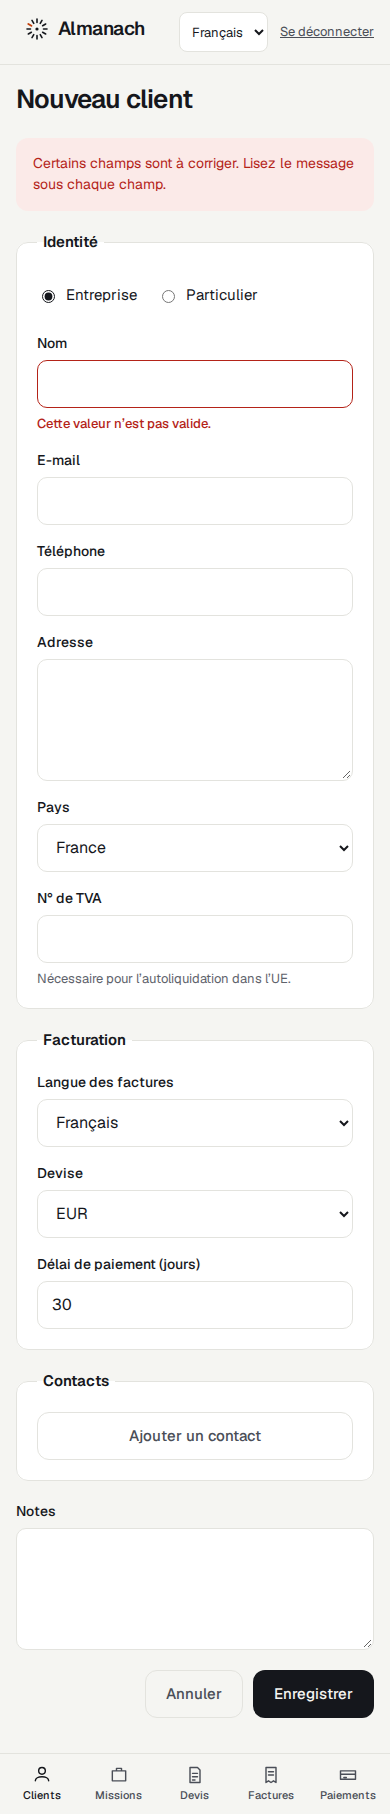 Almanach
Français
Se déconnecter
Nouveau client
Certains champs sont à corriger. Lisez le message
sous chaque champ.
Identité
Entreprise
Particulier
Nom
Cette valeur n’est pas valide.
E-mail
Téléphone
Adresse
Pays
France
N° de TVA
Nécessaire pour l’autoliquidation dans l’UE.
Facturation
Langue des factures
Français
Devise
EUR
Délai de paiement (jours)
30
Contacts
Ajouter un contact
Notes
Annuler
Enregistrer
Clients
Missions
Devis
Factures
Paiements